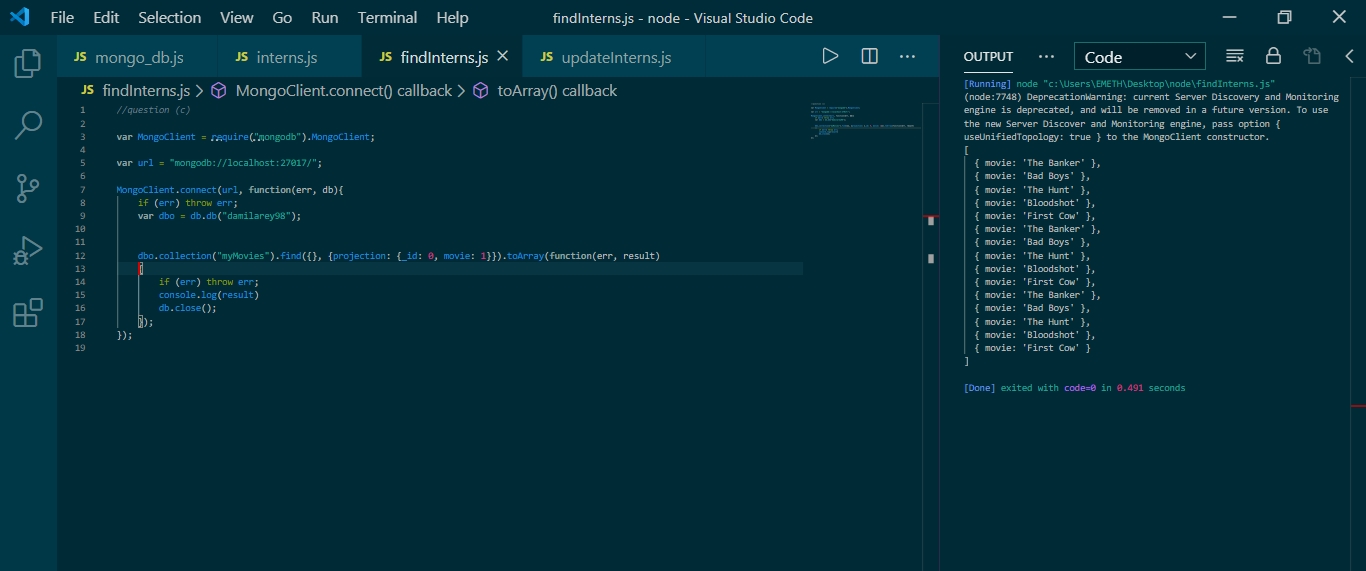 File Edit Selection View Go Run Terminal Help findInterns.js - node - Visual Studio Code
JS mongo_db.js JS interns.js JS findInterns.js JS updateInterns.js
JS findInterns.js > MongoClient.connect() callback > toArray() callback
1 //question (c)
2
3 var MongoClient = require("mongodb").MongoClient;
4
5 var url = "mongodb://localhost:27017/";
6
7 MongoClient.connect(url, function(err, db){
8 if (err) throw err;
9 var dbo = db.db("damilarey98");
10
11
12 dbo.collection("myMovies").find({}, {projection: {_id: 0, movie: 1}}).toArray(function(err, result)
13 {
14 if (err) throw err;
15 console.log(result)
16 db.close();
17 });
18 });
19
OUTPUT ... Code
[Running] node "c:\Users\EMETH\Desktop\node\findInterns.js"
(node:7748) DeprecationWarning: current Server Discovery and Monitoring
engine is deprecated, and will be removed in a future version. To use
the new Server Discover and Monitoring engine, pass option {
useUnifiedTopology: true } to the MongoClient constructor.
[
{ movie: 'The Banker' },
{ movie: 'Bad Boys' },
{ movie: 'The Hunt' },
{ movie: 'Bloodshot' },
{ movie: 'First Cow' },
{ movie: 'The Banker' },
{ movie: 'Bad Boys' },
{ movie: 'The Hunt' },
{ movie: 'Bloodshot' },
{ movie: 'First Cow' },
{ movie: 'The Banker' },
{ movie: 'Bad Boys' },
{ movie: 'The Hunt' },
{ movie: 'Bloodshot' },
{ movie: 'First Cow' }
]
[Done] exited with code=0 in 0.491 seconds